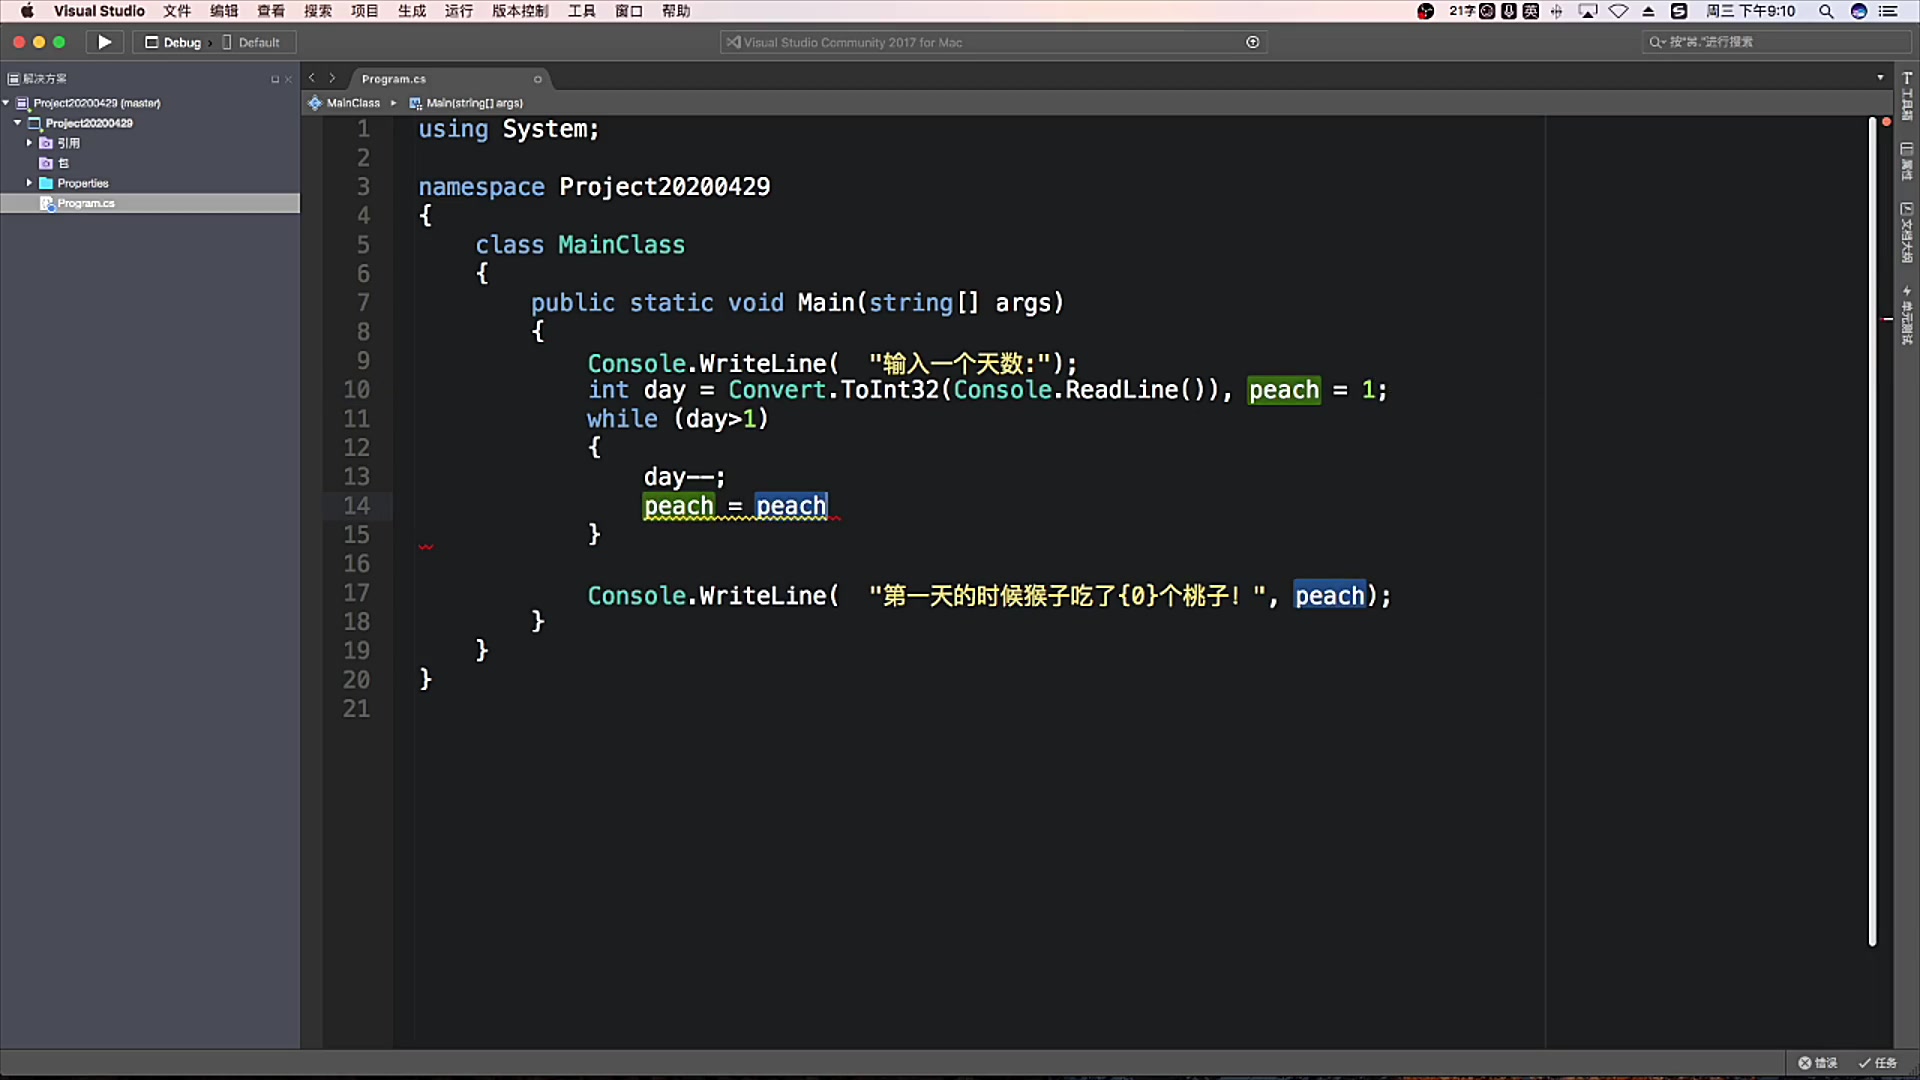 Visual Studio 文件 编辑 查看 搜索 项目 生成 运行 版本控制 工具 窗口 帮助 21字 英 周三 下午9:10
Debug › Default Visual Studio Community 2017 for Mac 按"⌘."进行搜索
解决方案
Project20200429 (master)
Project20200429
引用
包
Properties
Program.cs
Program.cs
MainClass ▸ Main(string[] args)
1 using System;
2
3 namespace Project20200429
4 {
5 class MainClass
6 {
7 public static void Main(string[] args)
8 {
9 Console.WriteLine( "输入一个天数:");
10 int day = Convert.ToInt32(Console.ReadLine()), peach = 1;
11 while (day>1)
12 {
13 day--;
14 peach = peach
15 }
16
17 Console.WriteLine( "第一天的时候猴子吃了{0}个桃子！", peach);
18 }
19 }
20 }
21
工具箱
属性
文档大纲
单元测试
错误 任务